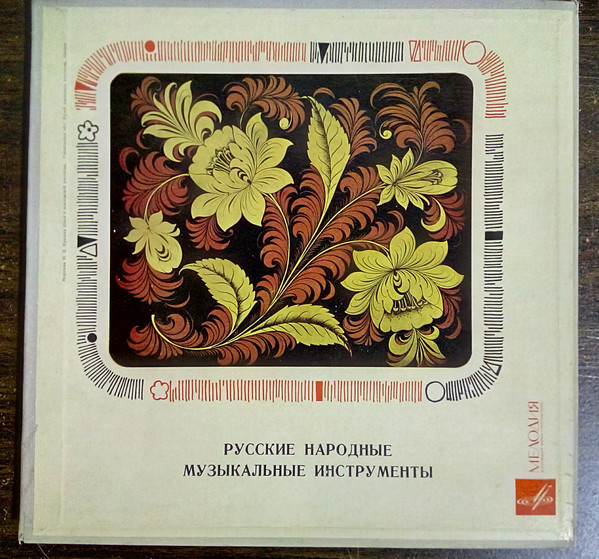 РУССКИЕ НАРОДНЫЕ
МУЗЫКАЛЬНЫЕ ИНСТРУМЕНТЫ
МЕЛОДИЯ